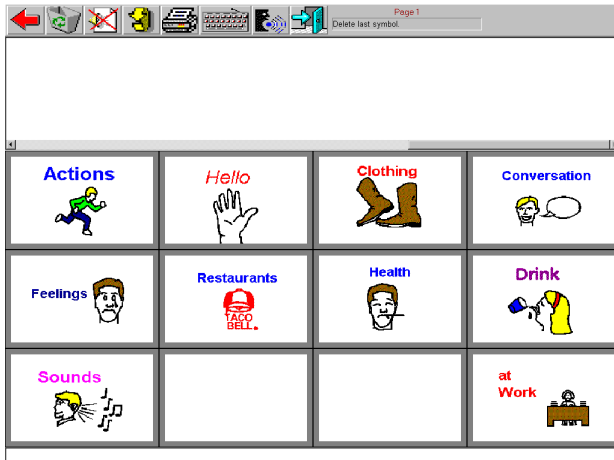 Page 1
Delete last symbol.
Actions
Hello
Clothing
Conversation
Feelings
Restaurants
TACO
BELL.
Health
Drink
Sounds
at
Work